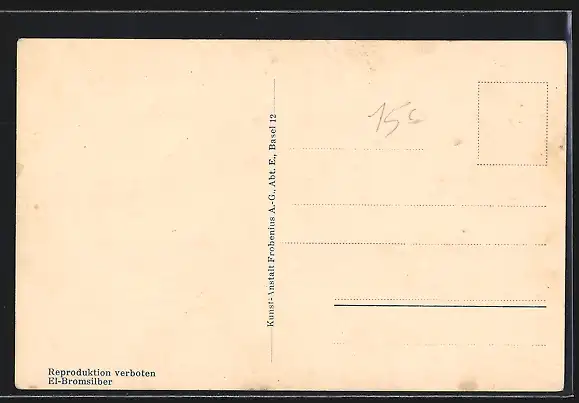 15c
Kunst-Anstalt Frobenius A.-G., Abt. E., Basel 12
Reproduktion verboten
El-Bromsilber